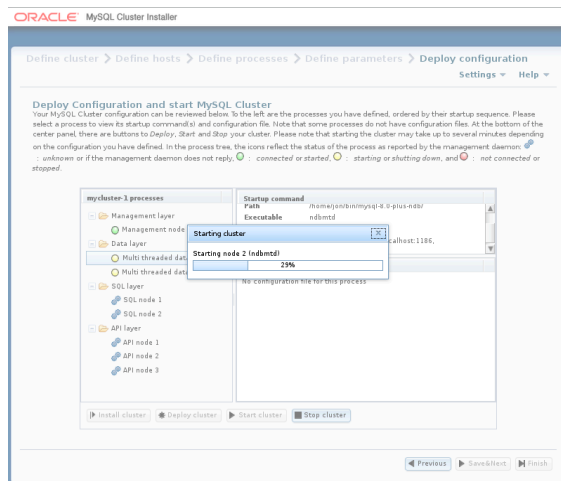 ORACLE MySQL Cluster Installer
Define cluster Define hosts Define processes Define parameters Deploy configuration
Settings Help
Deploy Configuration and start MySQL Cluster
Your MySQL Cluster configuration can be reviewed below. To the left are the processes you have defined, ordered by their startup sequence. Please
select a process to view its startup command(s) and configuration file. Note that some processes do not have configuration files. At the bottom of the
center panel, there are buttons to Deploy, Start and Stop your cluster. Please note that starting the cluster may take up to several minutes depending
on the configuration you have defined. In the process tree, the icons reflect the status of the process as reported by the management daemon:
: unknown or if the management daemon does not reply, : connected or started, : starting or shutting down, and : not connected or
stopped.
mycluster-1 processes
Management layer
Management node
Data layer
Multi threaded data
Multi threaded data
SQL layer
SQL node 1
SQL node 2
API layer
API node 1
API node 2
API node 3
Startup command
Path /home/jon/bin/mysql-8.0-plus-ndb/
Executable ndbmtd
calhost:1186,
Starting cluster
Starting node 2 (ndbmtd)
29%
No configuration file for this process
Install cluster Deploy cluster Start cluster Stop cluster
Previous Save&Next Finish